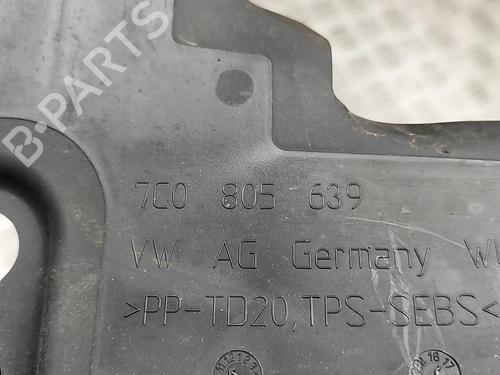 B-PARTS
7C0 805 639
VW AG Germany W
>PP-TD20,TPS-SEBS<